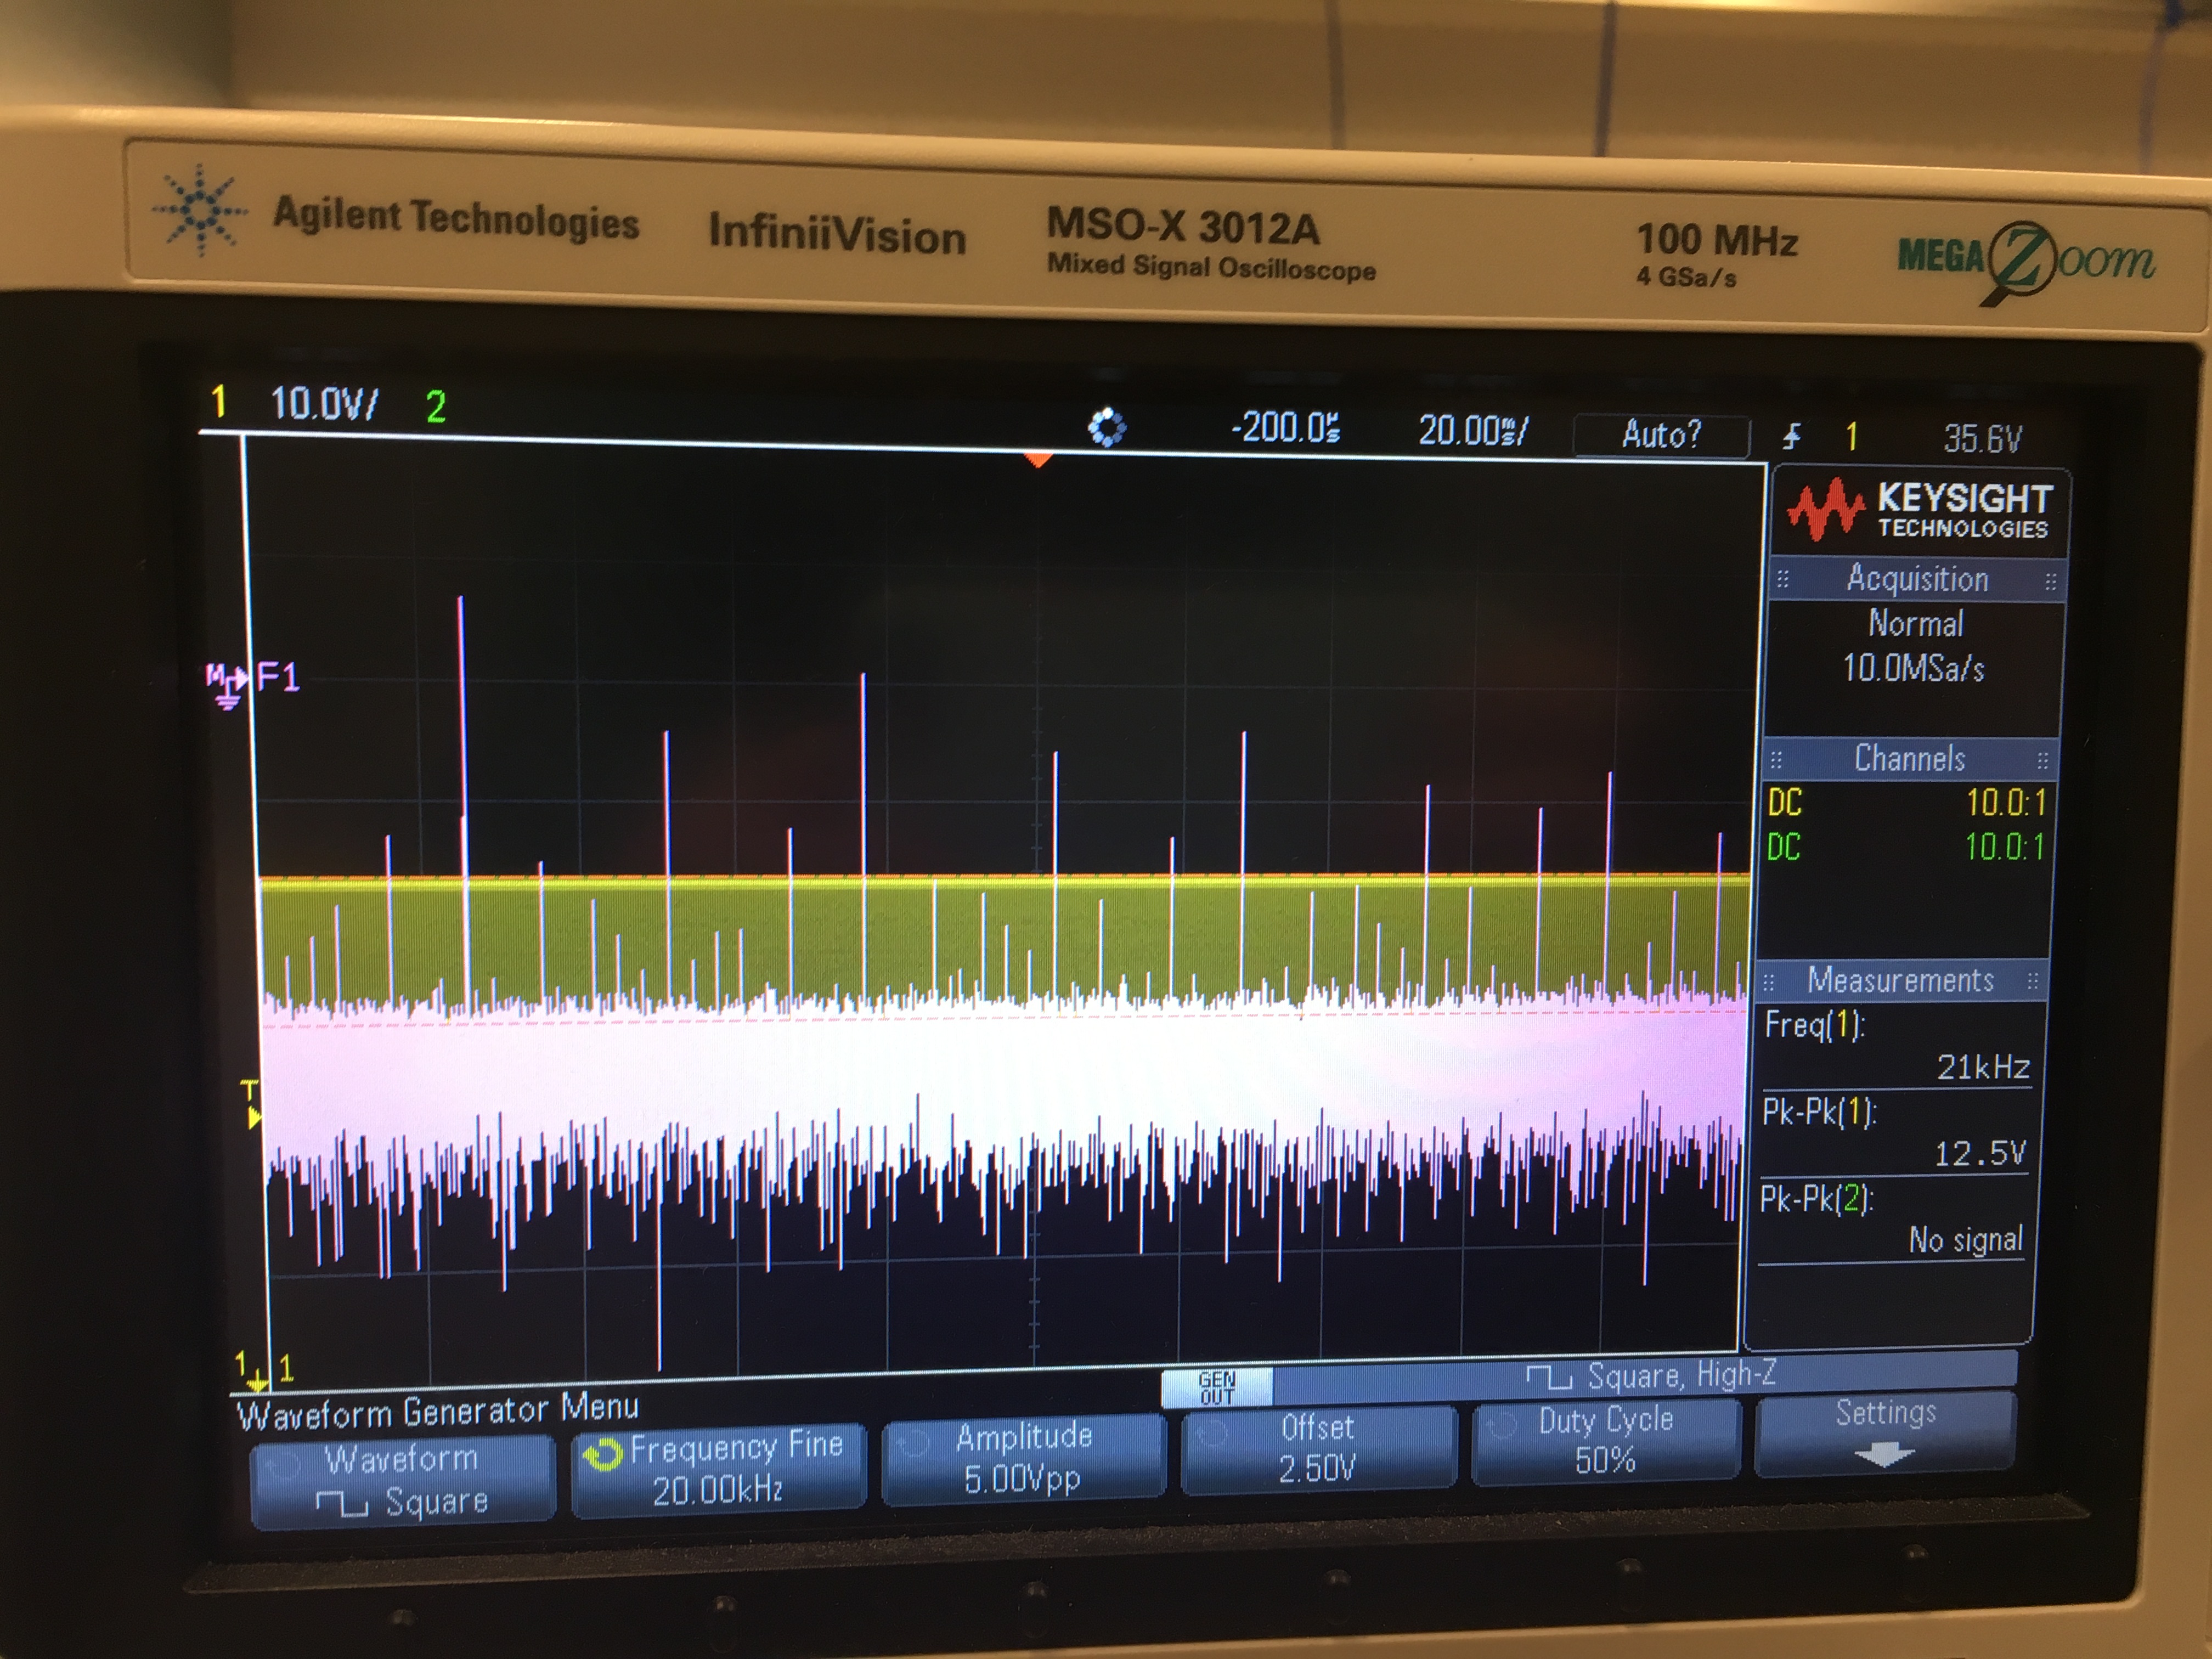 Agilent Technologies InfiniiVision MSO-X 3012A 100 MHz MEGA Zoom
Mixed Signal Oscilloscope 4 GSa/s
1 10.0V/ 2 -200.0µs 20.00ms/ Auto? 1 35.6V
KEYSIGHT
TECHNOLOGIES
Acquisition
Normal
10.0MSa/s
M F1
Channels
DC 10.0:1
DC 10.0:1
Measurements
Freq(1):
21kHz
T
Pk-Pk(1):
12.5V
Pk-Pk(2):
No signal
1 1
Waveform Generator Menu
GEN
OUT
Square, High-Z
Waveform
Square
Frequency Fine
20.00kHz
Amplitude
5.00Vpp
Offset
2.50V
Duty Cycle
50%
Settings